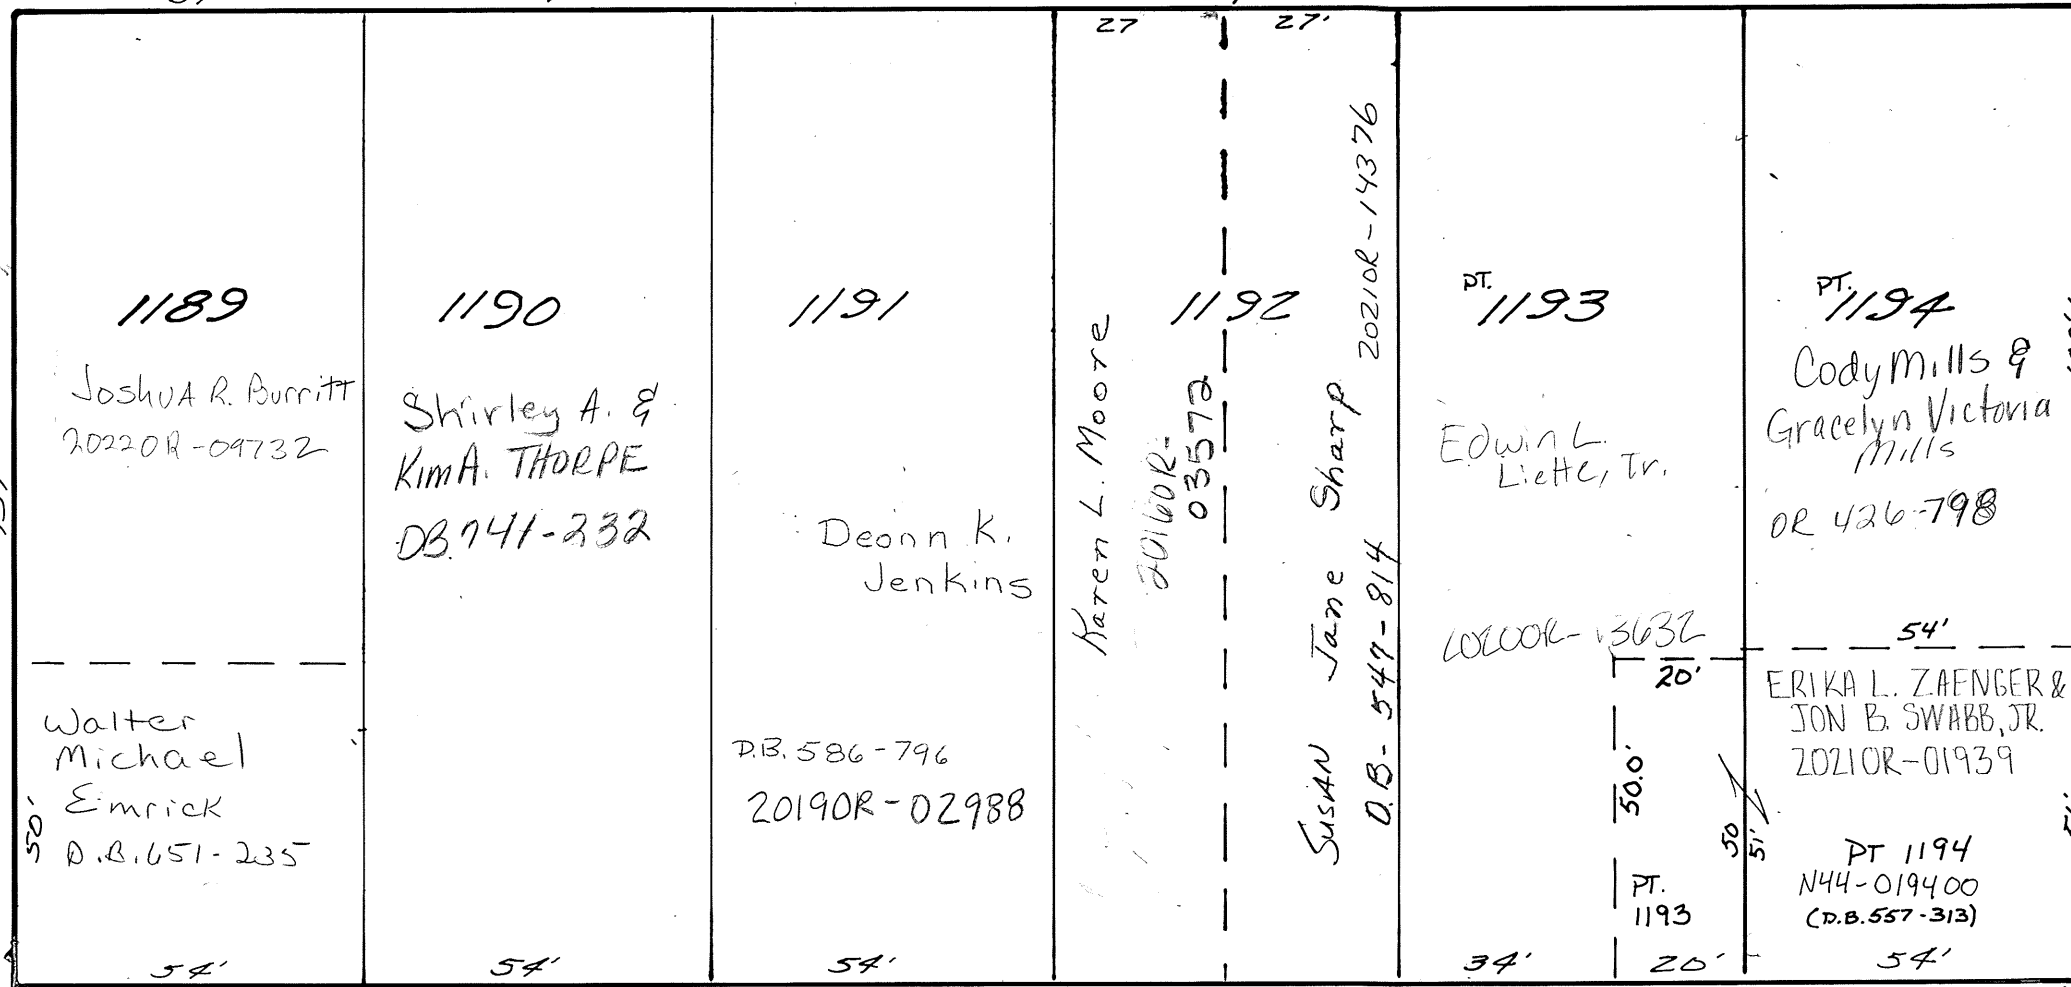 27
27'
1189
Joshua R. Burritt
2022OR-09732
Walter
Michael
Emrick
D.B. 651-235
50'
54'
1190
Shirley A. &
Kim A. THORPE
DB. 741-232
54'
1191
Deonn K.
Jenkins
D.B. 586-796
2019OR-02988
54'
1192
Karen L. Moore
2016OR-
03572
Susan Jane Sharp
2021OR-14376
D.B.- 547-814
PT.
1193
Edwin L.
Liette, Tr.
2020OR-13632
20'
50.0'
PT.
1193
34'
20'
PT.
1194
Cody Mills &
Gracelyn Victoria
Mills
OR 426-798
54'
ERIKA L. ZAENGER &
JON B. SWABB, JR.
2021OR-01939
50
51'
PT 1194
N44-019400
(D.B. 557-313)
54'